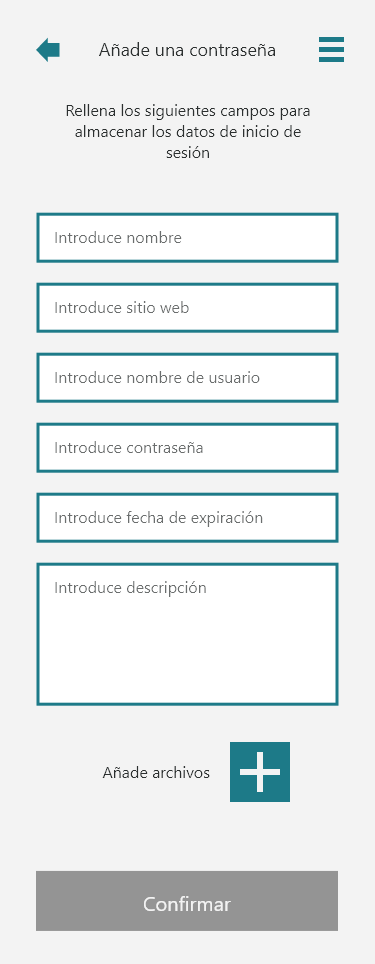 Añade una contraseña
Rellena los siguientes campos para
almacenar los datos de inicio de
sesión
Introduce nombre
Introduce sitio web
Introduce nombre de usuario
Introduce contraseña
Introduce fecha de expiración
Introduce descripción
Añade archivos
Confirmar